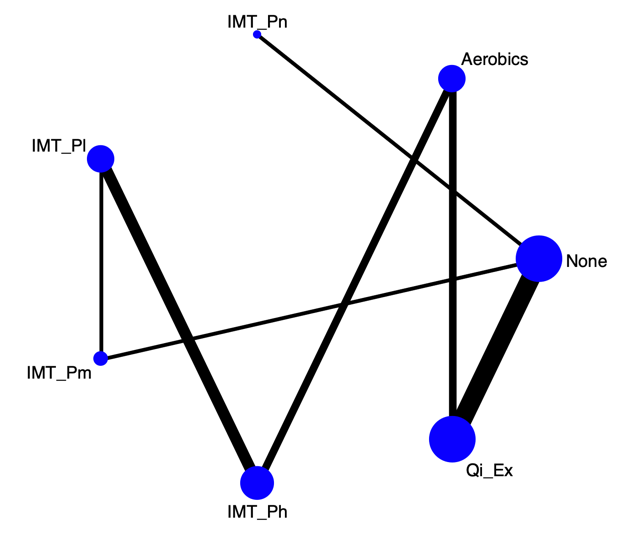 IMT_Pn
Aerobics
IMT_Pl
None
IMT_Pm
Qi_Ex
IMT_Ph